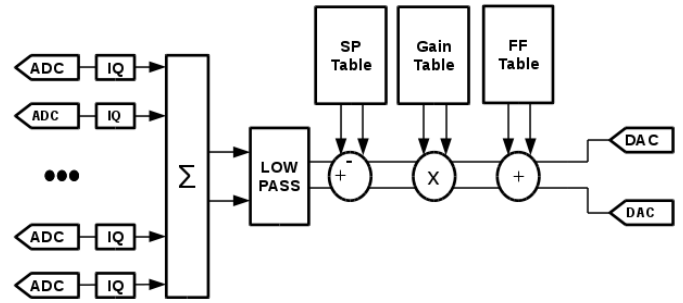 SP
Table
Gain
Table
FF
Table
ADC
IQ
ADC
IQ
Σ
LOW
PASS
-
+
X
+
DAC
DAC
ADC
IQ
ADC
IQ